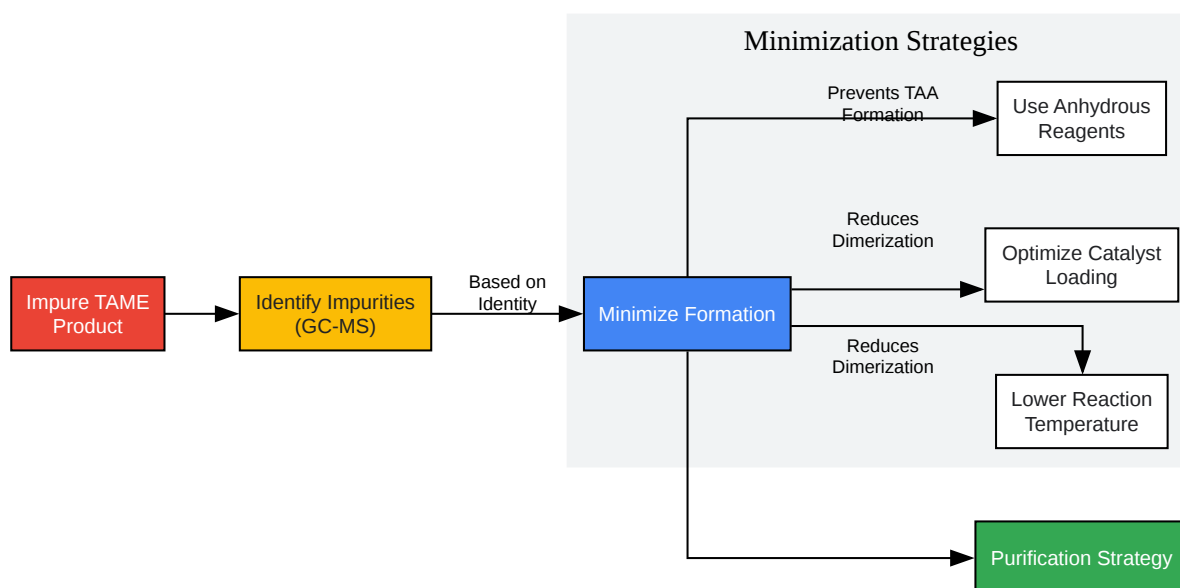 Minimization Strategies
Prevents TAA
Formation
Use Anhydrous
Reagents
Reduces
Dimerization
Optimize Catalyst
Loading
Impure TAME
Product
Identify Impurities
(GC-MS)
Based on
Identity
Minimize Formation
Reduces
Dimerization
Lower Reaction
Temperature
Purification Strategy